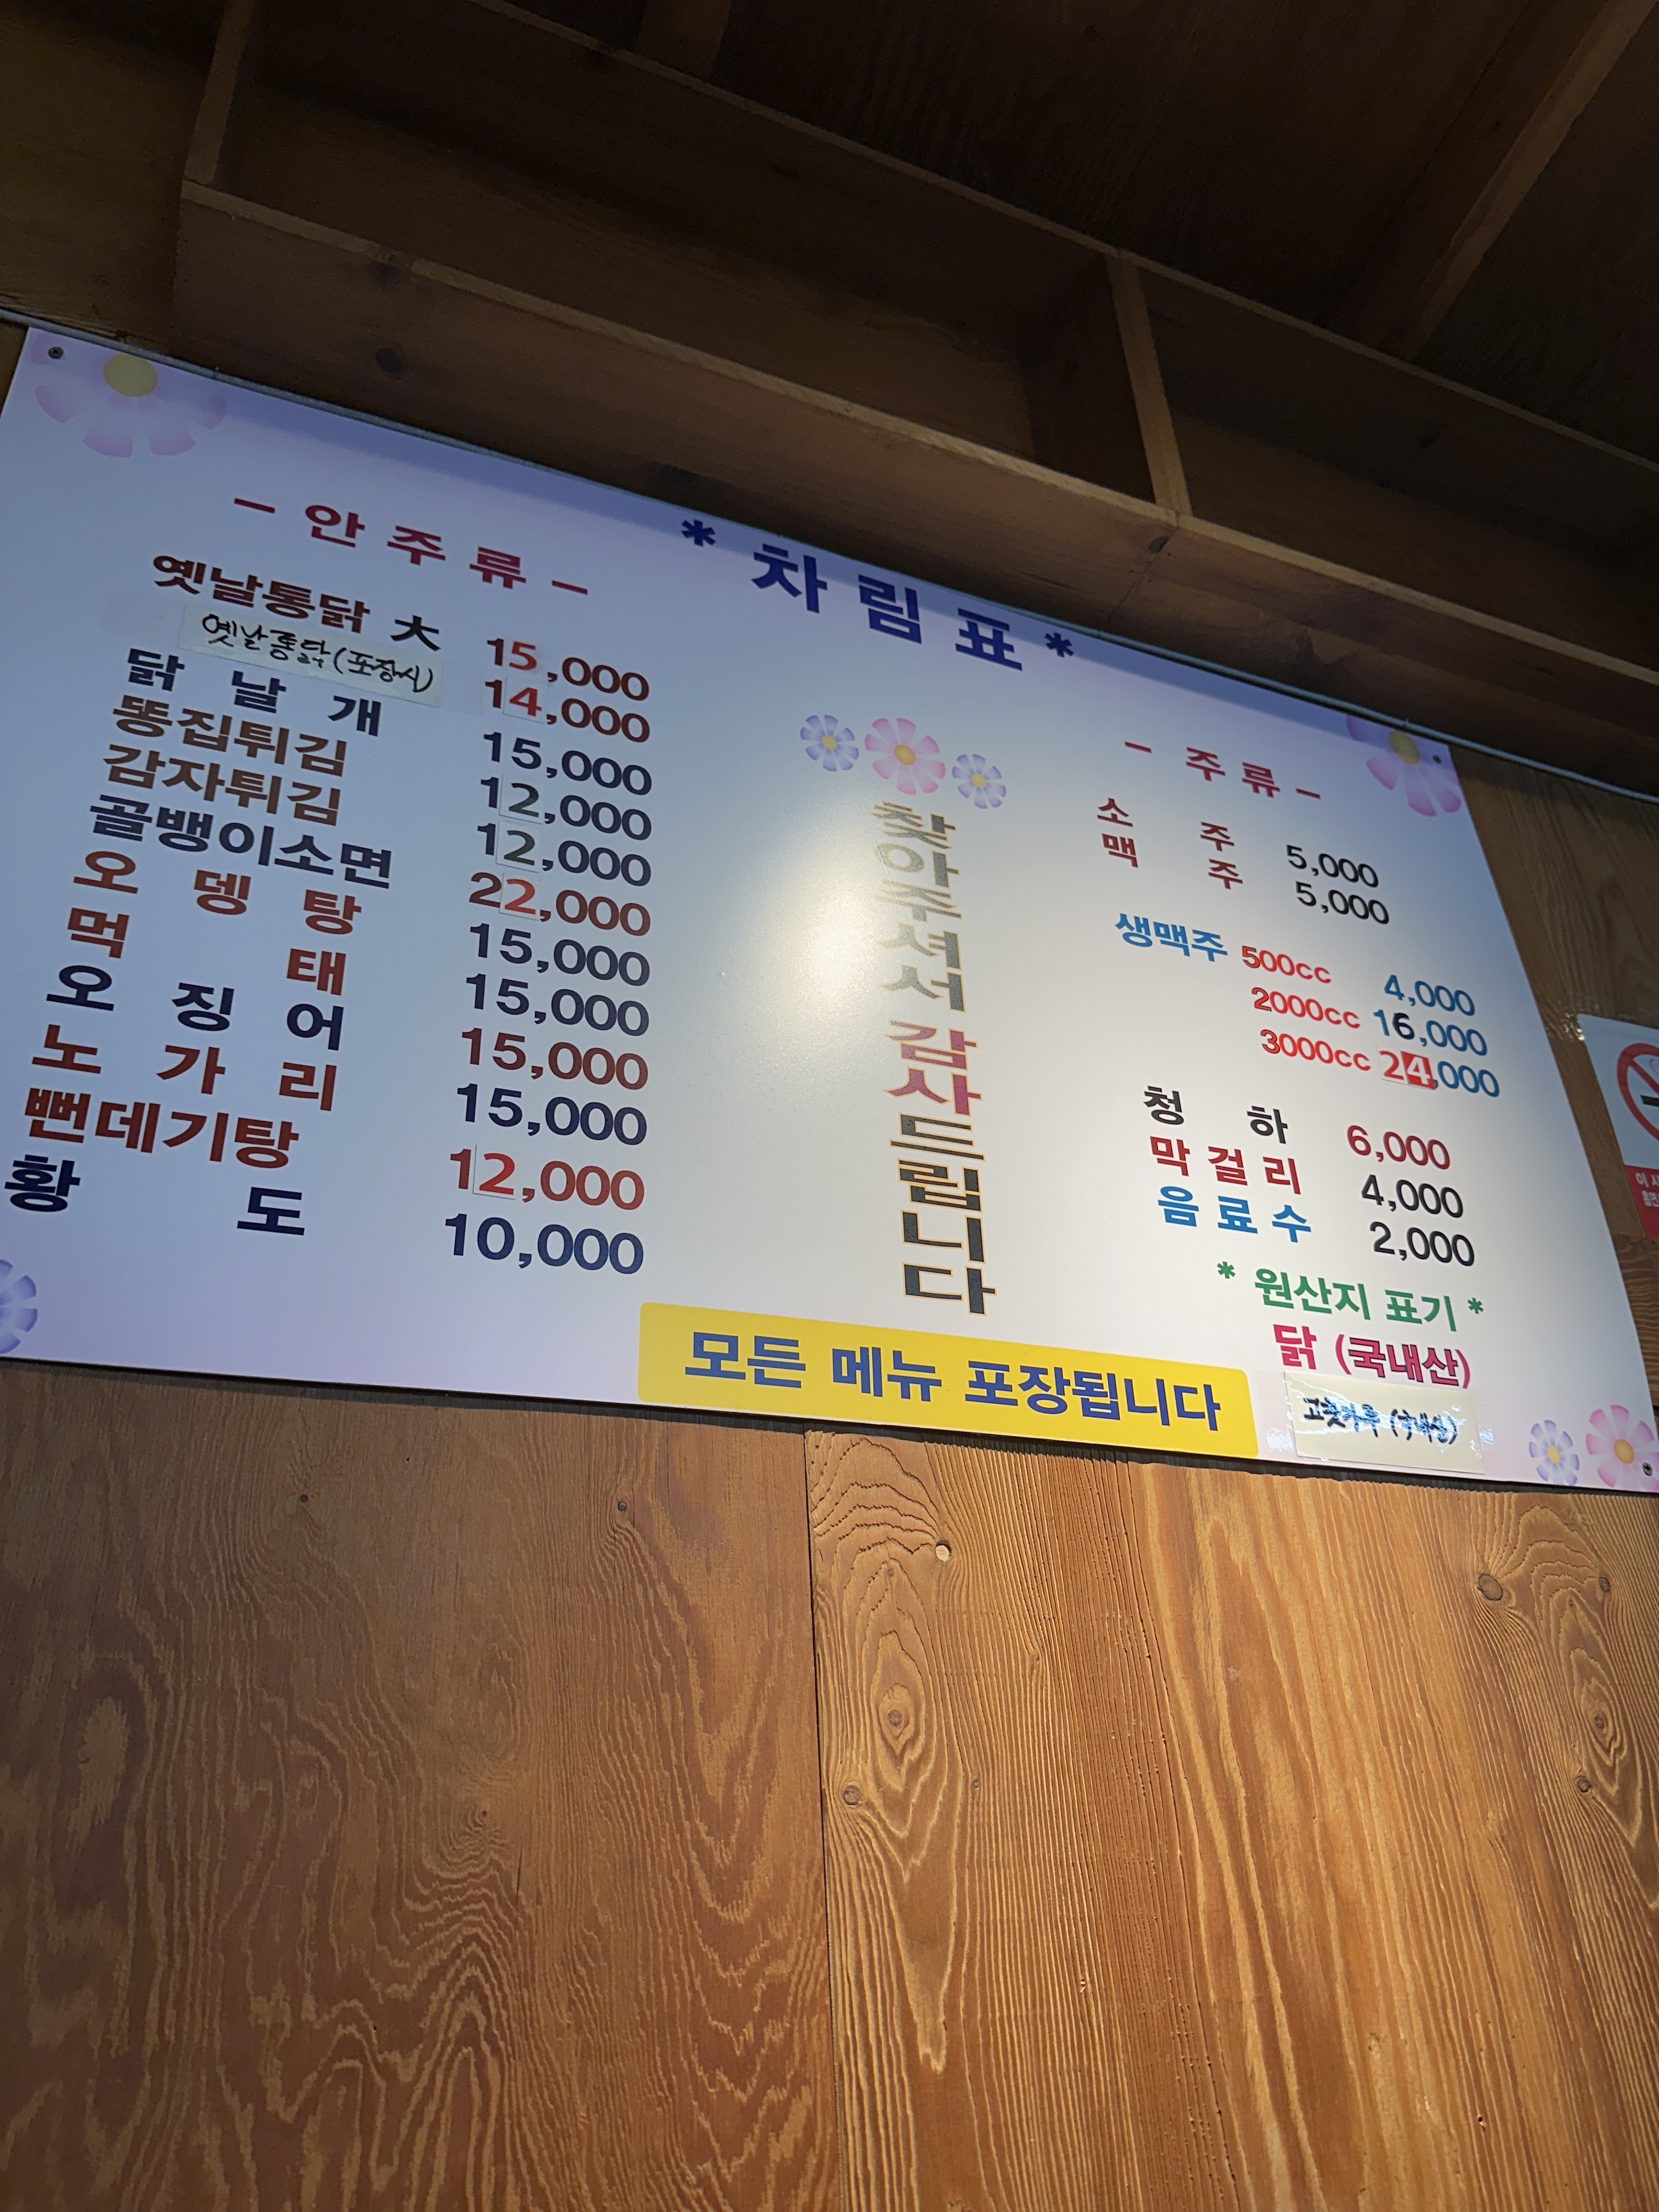 * 차림표 *
- 안주류 -
옛날통닭 大 15,000
옛날통닭(포장시) 14,000
닭날개 15,000
똥집튀김 12,000
감자튀김 12,000
골뱅이소면 22,000
오뎅탕 15,000
먹태 15,000
오징어 15,000
노가리 15,000
뻔데기탕 12,000
황도 10,000
찾아주셔서 감사드립니다
- 주류 -
소주 5,000
맥주 5,000
생맥주 500cc 4,000
2000cc 16,000
3000cc 24,000
청하 6,000
막걸리 4,000
음료수 2,000
* 원산지 표기 *
닭 (국내산)
고춧가루 (국내산)
모든 메뉴 포장됩니다